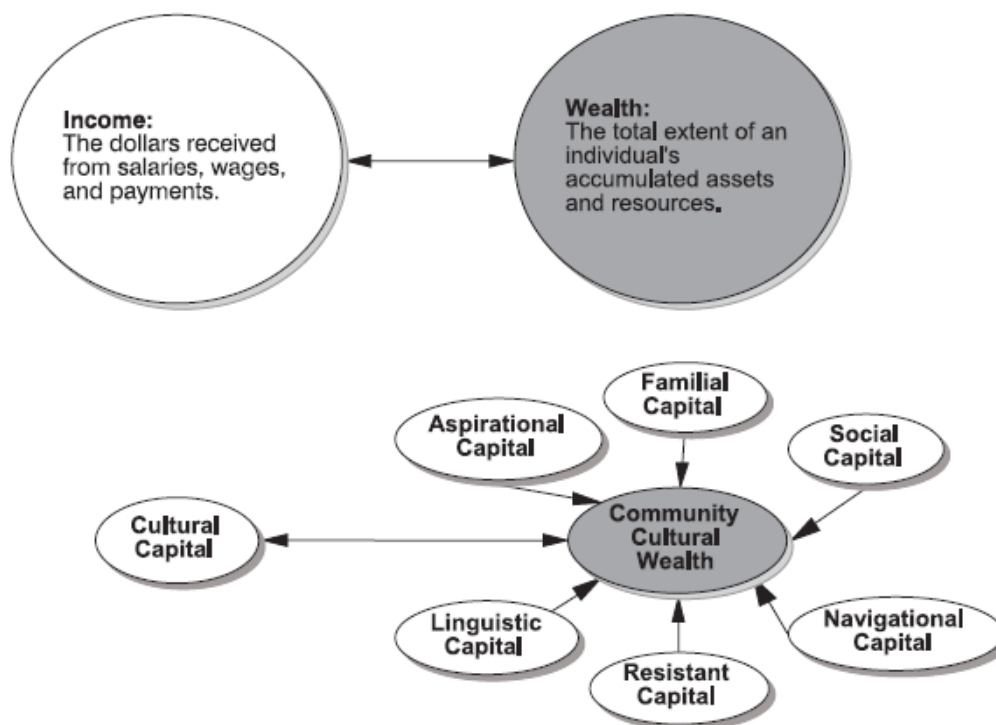 Income:
The dollars received
from salaries, wages,
and payments.
Wealth:
The total extent of an
individual's
accumulated assets
and resources.
Familial
Capital
Aspirational
Capital
Social
Capital
Cultural
Capital
Community
Cultural
Wealth
Linguistic
Capital
Resistant
Capital
Navigational
Capital